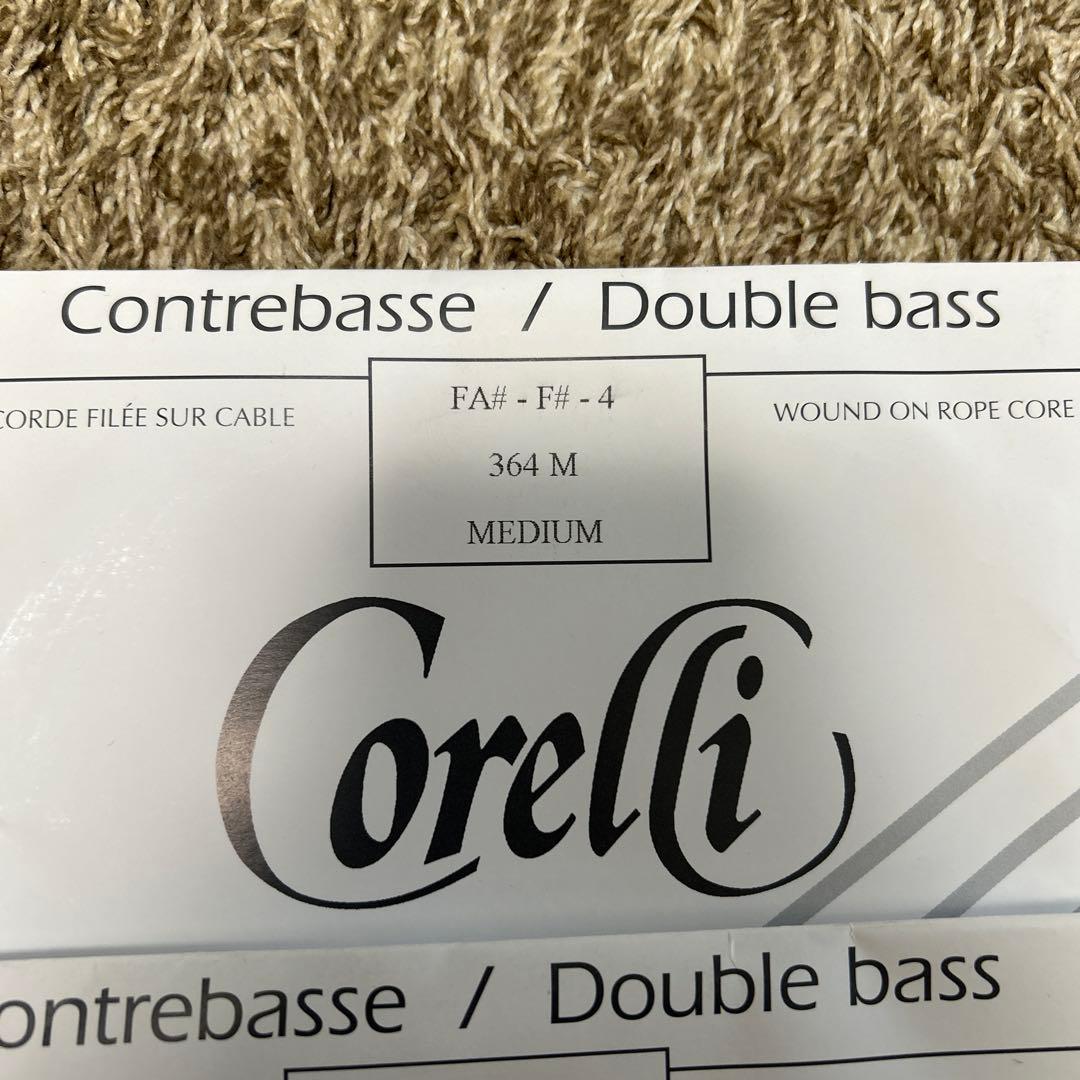 Contrebasse / Double bass
CORDE FILÉE SUR CABLE
FA# - F# - 4
WOUND ON ROPE CORE
364 M
MEDIUM
Corelli
ontrebasse / Double bass